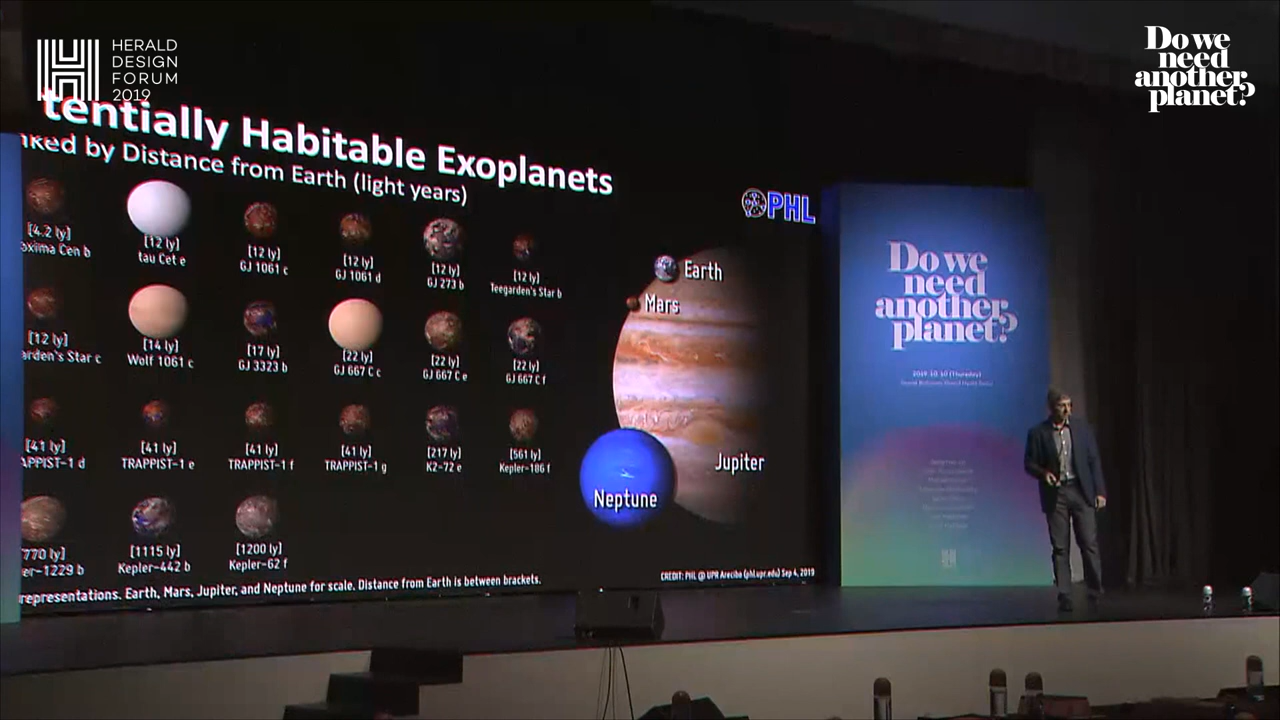 HERALD
DESIGN
FORUM
2019
Do we
need
another
planet?
tentially Habitable Exoplanets
nked by Distance from Earth (light years)
PHL
[4.2 ly]
oxima Cen b
[12 ly]
tau Cet e
[12 ly]
GJ 1061 c
[12 ly]
GJ 1061 d
[12 ly]
GJ 273 b
[12 ly]
Teegarden's Star b
Earth
Mars
[12 ly]
arden's Star c
[14 ly]
Wolf 1061 c
[17 ly]
GJ 3323 b
[22 ly]
GJ 667 C c
[22 ly]
GJ 667 C e
[22 ly]
GJ 667 C f
[41 ly]
APPIST-1 d
[41 ly]
TRAPPIST-1 e
[41 ly]
TRAPPIST-1 f
[41 ly]
TRAPPIST-1 g
[217 ly]
K2-72 e
[561 ly]
Kepler-186 f
Jupiter
Neptune
770 ly]
er-1229 b
[1115 ly]
Kepler-442 b
[1200 ly]
Kepler-62 f
representations. Earth, Mars, Jupiter, and Neptune for scale. Distance from Earth is between brackets.
CREDIT: PHL @ UPR Arecibo (phl.upr.edu) Sep 4, 2019
Do we
need
another
planet?
2019.10.10 (Thursday)